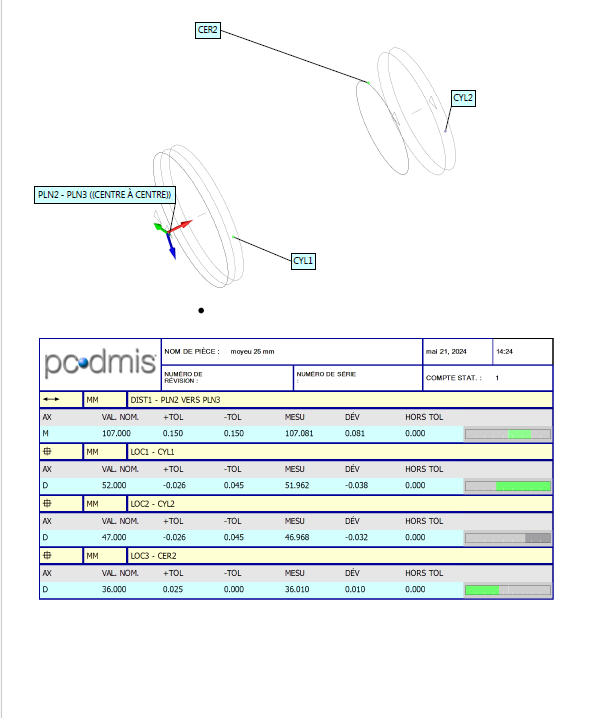 CER2
CYL2
PLN2 - PLN3 ((CENTRE À CENTRE))
CYL1
pc dmis
NOM DE PIÈCE : moyeu 25 mm
mai 21, 2024
14:24
NUMÉRO DE
RÉVISION :
NUMÉRO DE SÉRIE
:
COMPTE STAT. : 1
MM DIST1 - PLN2 VERS PLN3
AX VAL. NOM. +TOL -TOL MESU DÉV HORS TOL
M 107.000 0.150 0.150 107.081 0.081 0.000
MM LOC1 - CYL1
AX VAL. NOM. +TOL -TOL MESU DÉV HORS TOL
D 52.000 -0.026 0.045 51.962 -0.038 0.000
MM LOC2 - CYL2
AX VAL. NOM. +TOL -TOL MESU DÉV HORS TOL
D 47.000 -0.026 0.045 46.968 -0.032 0.000
MM LOC3 - CER2
AX VAL. NOM. +TOL -TOL MESU DÉV HORS TOL
D 36.000 0.025 0.000 36.010 0.010 0.000